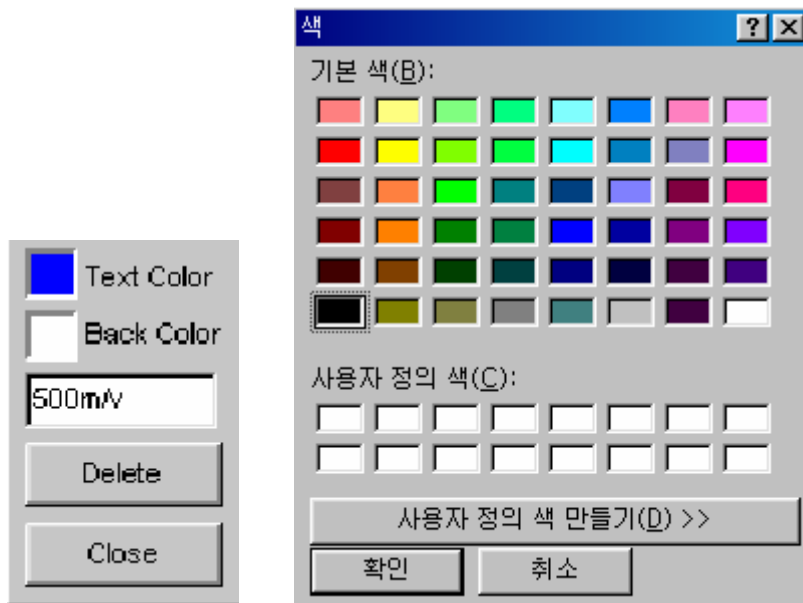 Text Color
Back Color
500m/v
Delete
Close
색
기본 색(B):
사용자 정의 색(C):
사용자 정의 색 만들기(D) >>
확인
취소